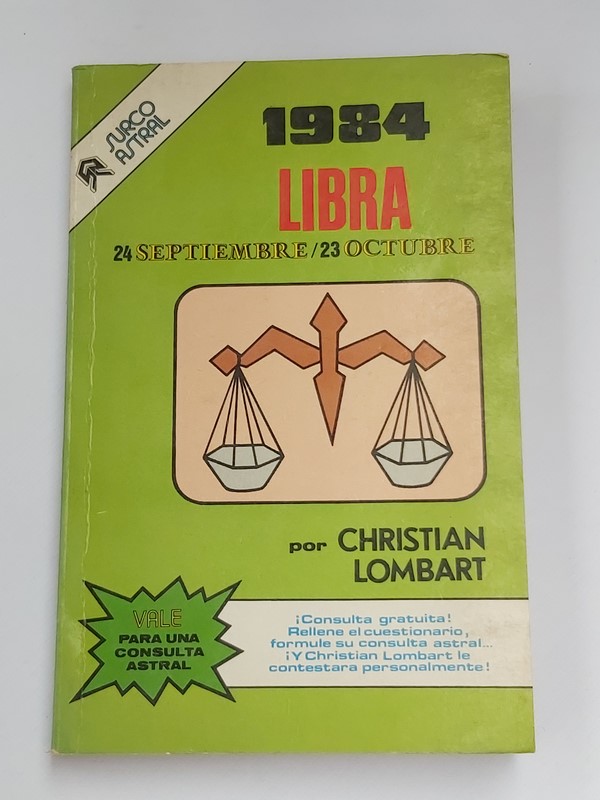 SURCO
ASTRAL
1984
LIBRA
24 SEPTIEMBRE/23 OCTUBRE
por CHRISTIAN
LOMBART
VALE
PARA UNA
CONSULTA
ASTRAL
¡Consulta gratuita!
Rellene el cuestionario,
formule su consulta astral...
¡Y Christian Lombart le
contestara personalmente!